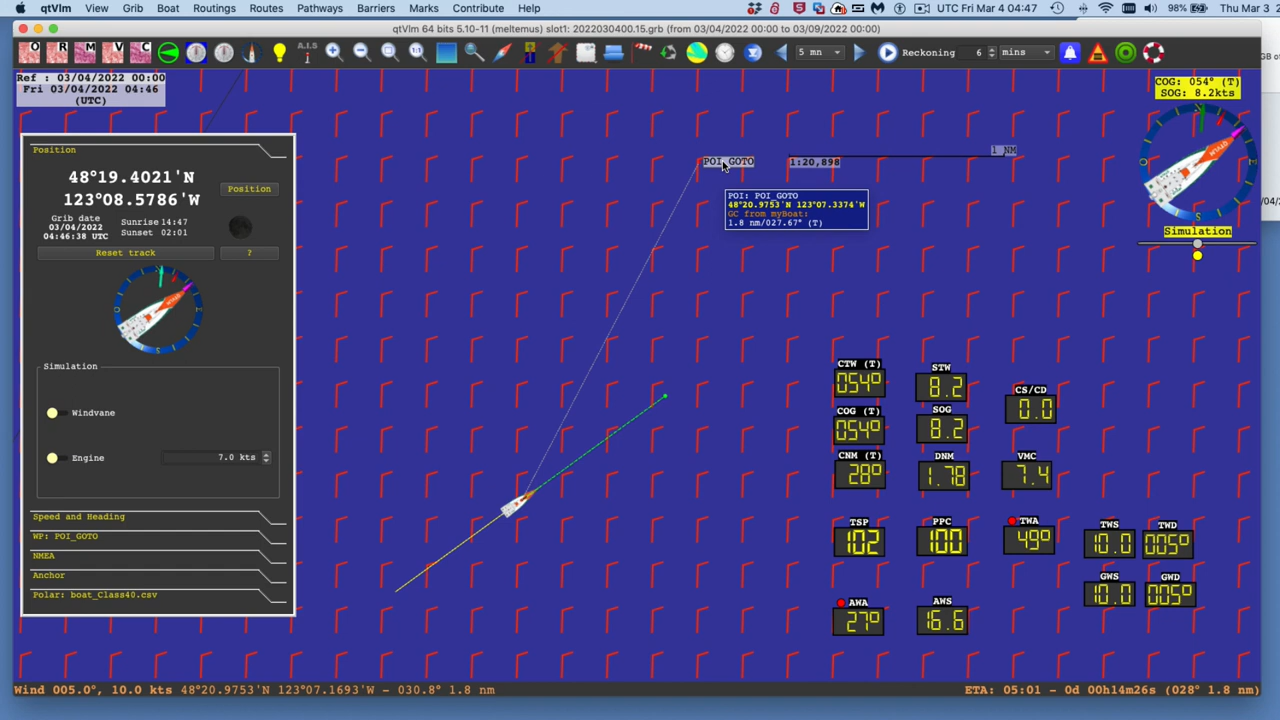 qtVlm View Grib Boat Routings Routes Pathways Barriers Marks Contribute Help UTC Fri Mar 4 04:47 98% Thu Mar 3
qtVlm 64 bits 5.10-11 (meltemus) slot1: 2022030400.15.grb (from 03/04/2022 00:00 to 03/09/2022 00:00)
O R M V C A.I.S 5 mn Reckoning 6 mins
Ref : 03/04/2022 00:00
Fri 03/04/2022 04:46
(UTC)
COG: 054° (T)
SOG: 8.2kts
Simulation
Position
48°19.4021'N
123°08.5786'W
Position
Grib date
03/04/2022
04:46:38 UTC
Sunrise 14:47
Sunset 02:01
Reset track ?
Simulation
Windvane
Engine 7.0 kts
Speed and Heading
WP: POI_GOTO
NMEA
Anchor
Polar: boat_Class40.csv
POI_GOTO 1:20,898 1 NM
POI: POI_GOTO
48°20.9753'N 123°07.3374'W
GC from myBoat:
1.8 nm/027.67° (T)
CTW (T) STW CS/CD
054° 8.2 0.0
COG (T) SOG
054° 8.2
CNM (T) DNM VMC
28° 1.78 7.4
TSP PPC TWA TWS TWD
102 100 49° 10.0 005°
GWS GWD
10.0 005°
AWA AWS
27° 16.6
Wind 005.0°, 10.0 kts 48°20.9753'N 123°07.1693'W - 030.8° 1.8 nm
ETA: 05:01 - 0d 00h14m26s (028° 1.8 nm)